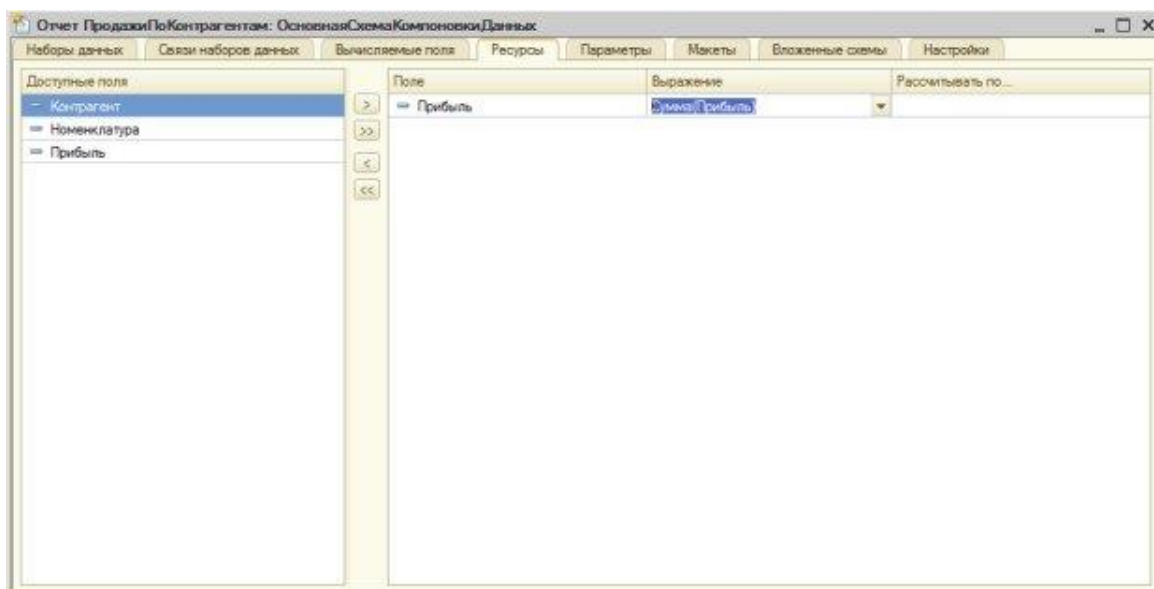 Отчет ПродажиПоКонтрагентам: ОсновнаяСхемаКомпоновкиДанных
Наборы данных Связи наборов данных Вычисляемые поля Ресурсы Параметры Макеты Вложенные схемы Настройки
Доступные поля
Поле Выражение Рассчитывать по...
Контрагент
> Прибыль Сумма(Прибыль)
Номенклатура
>>
Прибыль
<
<<